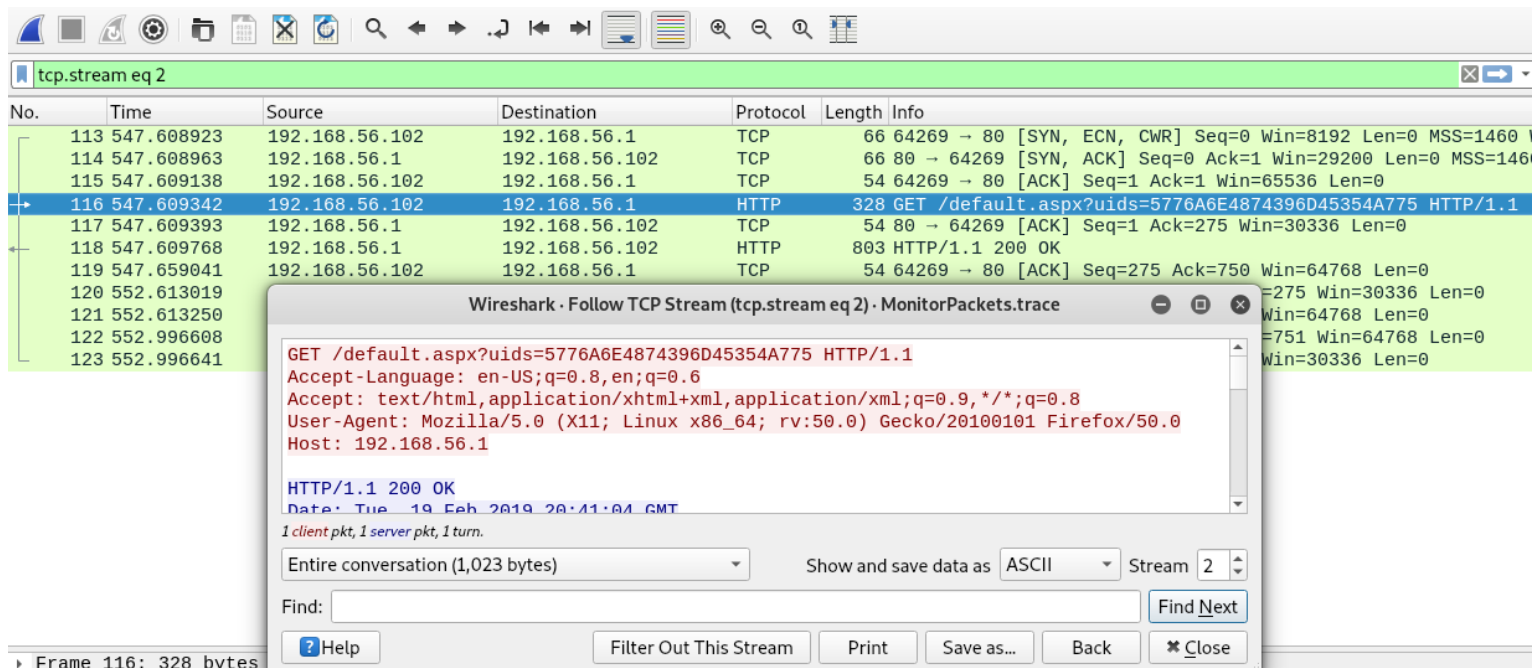 tcp.stream eq 2
No. Time Source Destination Protocol Length Info
113 547.608923 192.168.56.102 192.168.56.1 TCP 66 64269 → 80 [SYN, ECN, CWR] Seq=0 Win=8192 Len=0 MSS=1460
114 547.608963 192.168.56.1 192.168.56.102 TCP 66 80 → 64269 [SYN, ACK] Seq=0 Ack=1 Win=29200 Len=0 MSS=146
115 547.609138 192.168.56.102 192.168.56.1 TCP 54 64269 → 80 [ACK] Seq=1 Ack=1 Win=65536 Len=0
116 547.609342 192.168.56.102 192.168.56.1 HTTP 328 GET /default.aspx?uids=5776A6E4874396D45354A775 HTTP/1.1
117 547.609393 192.168.56.1 192.168.56.102 TCP 54 80 → 64269 [ACK] Seq=1 Ack=275 Win=30336 Len=0
118 547.609768 192.168.56.1 192.168.56.102 HTTP 803 HTTP/1.1 200 OK
119 547.659041 192.168.56.102 192.168.56.1 TCP 54 64269 → 80 [ACK] Seq=275 Ack=750 Win=64768 Len=0
120 552.613019 =275 Win=30336 Len=0
121 552.613250 Win=64768 Len=0
122 552.996608 =751 Win=64768 Len=0
123 552.996641 Win=30336 Len=0
Wireshark · Follow TCP Stream (tcp.stream eq 2) · MonitorPackets.trace
GET /default.aspx?uids=5776A6E4874396D45354A775 HTTP/1.1
Accept-Language: en-US;q=0.8,en;q=0.6
Accept: text/html,application/xhtml+xml,application/xml;q=0.9,*/*;q=0.8
User-Agent: Mozilla/5.0 (X11; Linux x86_64; rv:50.0) Gecko/20100101 Firefox/50.0
Host: 192.168.56.1
HTTP/1.1 200 OK
Date: Tue, 19 Feb 2019 20:41:04 GMT
1 client pkt, 1 server pkt, 1 turn.
Entire conversation (1,023 bytes) Show and save data as ASCII Stream 2
Find: Find Next
Help Filter Out This Stream Print Save as... Back Close
Frame 116: 328 bytes